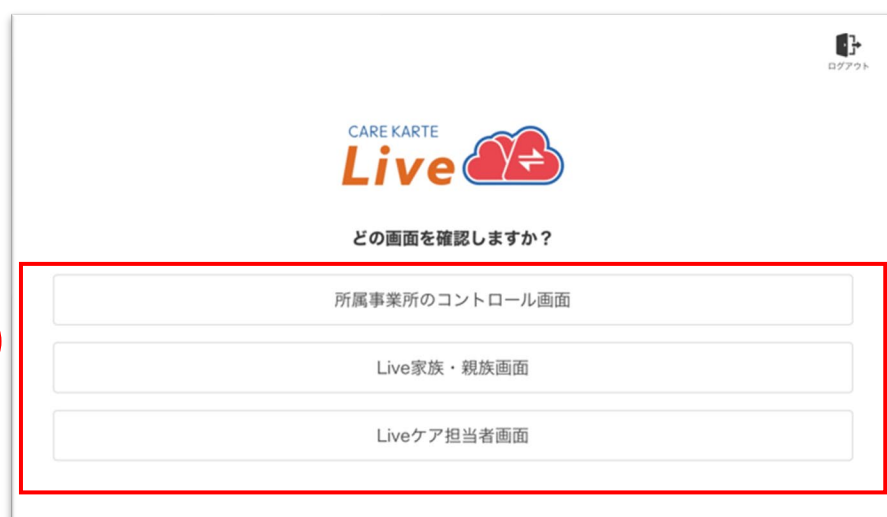 ログアウト
CARE KARTE
Live
どの画面を確認しますか？
所属事業所のコントロール画面
Live家族・親族画面
Liveケア担当者画面